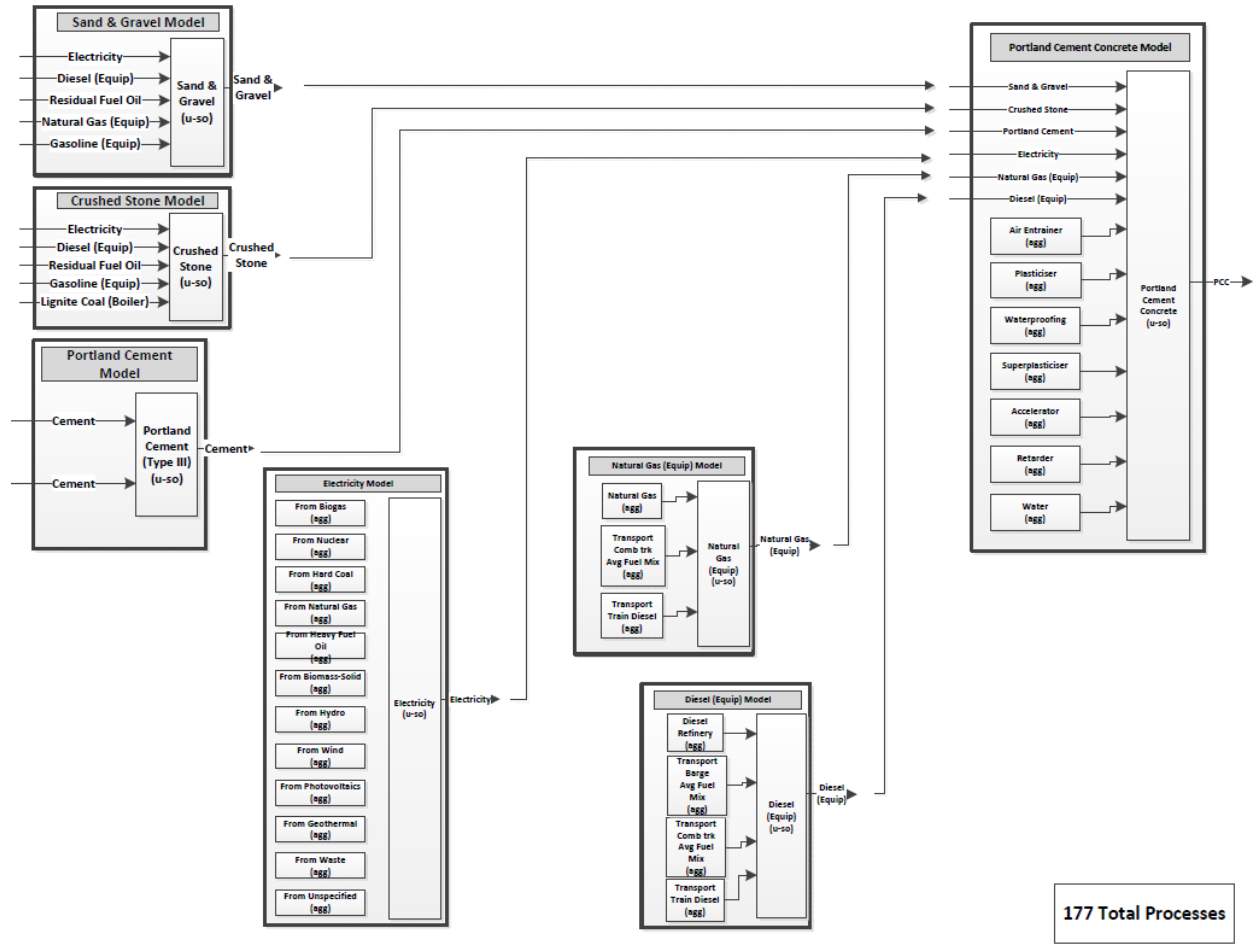 Sand & Gravel Model
Electricity
Diesel (Equip)
Residual Fuel Oil
Natural Gas (Equip)
Gasoline (Equip)
Sand &
Gravel
(u-so)
Sand &
Gravel
Crushed Stone Model
Electricity
Diesel (Equip)
Residual Fuel Oil
Gasoline (Equip)
Lignite Coal (Boiler)
Crushed
Stone
(u-so)
Crushed
Stone
Portland Cement
Model
Cement
Cement
Portland
Cement
(Type III)
(u-so)
Cement
Electricity Model
From Biogas
(agg)
From Nuclear
(agg)
From Hard Coal
(agg)
From Natural Gas
(agg)
From Heavy Fuel
Oil
(agg)
From Biomass-Solid
(agg)
From Hydro
(agg)
From Wind
(agg)
From Photovoltaics
(agg)
From Geothermal
(agg)
From Waste
(agg)
From Unspecified
(agg)
Electricity
(u-so)
Electricity
Natural Gas (Equip) Model
Natural Gas
(agg)
Transport
Comb trk
Avg Fuel Mix
(agg)
Transport
Train Diesel
(agg)
Natural
Gas
(Equip)
(u-so)
Natural Gas
(Equip)
Diesel (Equip) Model
Diesel
Refinery
(agg)
Transport
Barge
Avg Fuel
Mix
(agg)
Transport
Comb trk
Avg Fuel
Mix
(agg)
Transport
Train Diesel
(agg)
Diesel
(Equip)
(u-so)
Diesel
(Equip)
Portland Cement Concrete Model
Sand & Gravel
Crushed Stone
Portland Cement
Electricity
Natural Gas (Equip)
Diesel (Equip)
Air Entrainer
(agg)
Plasticiser
(agg)
Waterproofing
(agg)
Superplasticiser
(agg)
Accelerator
(agg)
Retarder
(agg)
Water
(agg)
Portland
Cement
Concrete
(u-so)
PCC
177 Total Processes